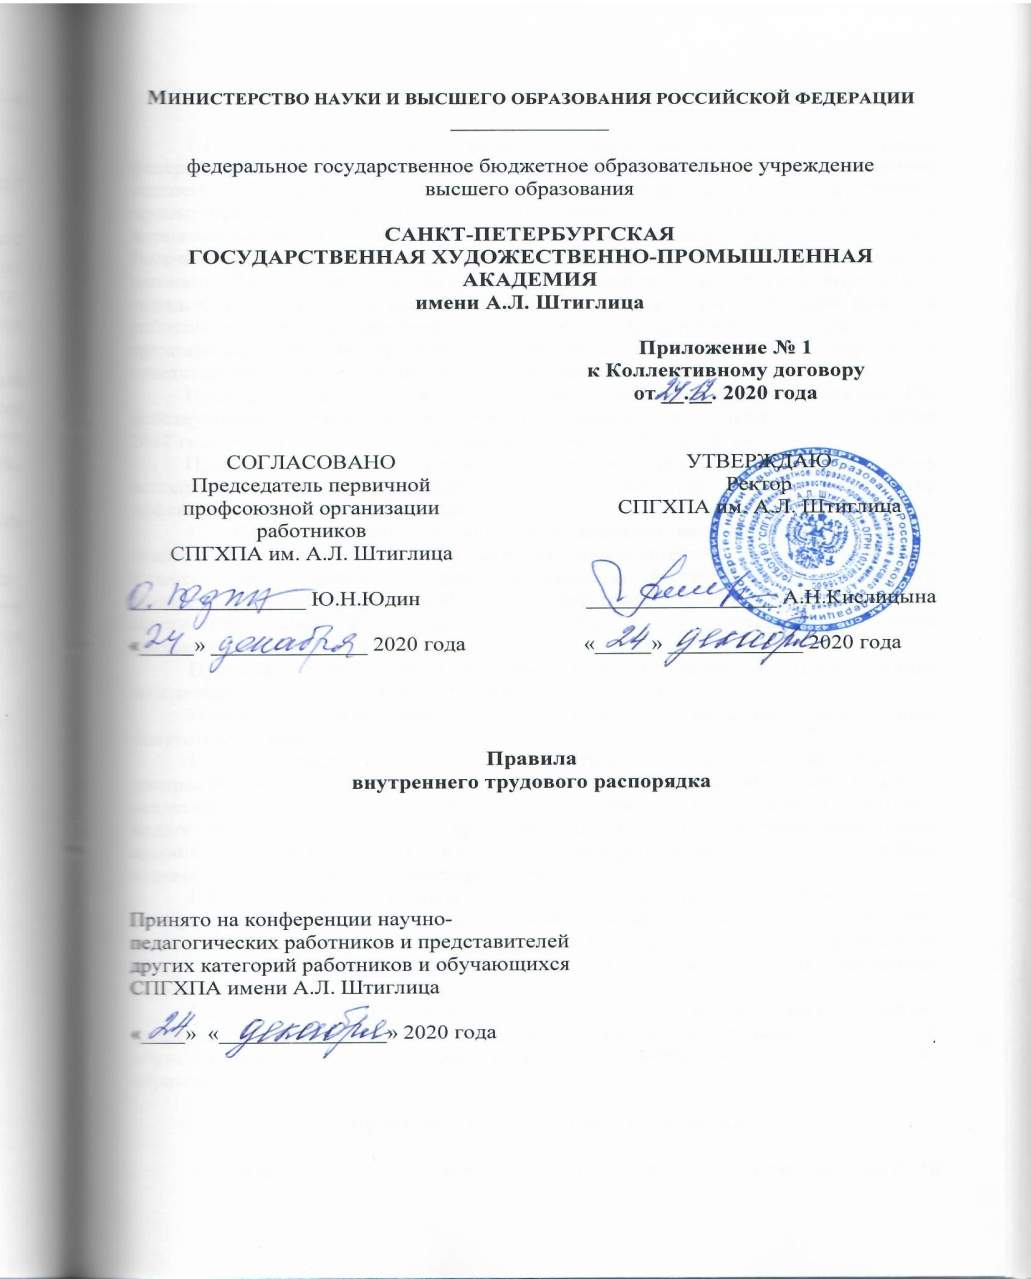 МИНИСТЕРСТВО НАУКИ И ВЫСШЕГО ОБРАЗОВАНИЯ РОССИЙСКОЙ ФЕДЕРАЦИИ
федеральное государственное бюджетное образовательное учреждение
высшего образования
САНКТ-ПЕТЕРБУРГСКАЯ
ГОСУДАРСТВЕННАЯ ХУДОЖЕСТВЕННО-ПРОМЫШЛЕННАЯ
АКАДЕМИЯ
имени А.Л. Штиглица
Приложение № 1
к Коллективному договору
от 24.12. 2020 года
СОГЛАСОВАНО
Председатель первичной
профсоюзной организации
работников
СПГХПА им. А.Л. Штиглица
Ю.Н.Юдин
«24» декабря 2020 года
УТВЕРЖДАЮ
Ректор
СПГХПА им. А.Л. Штиглица
А.Н.Кислицына
«24» декабря 2020 года
Правила
внутреннего трудового распорядка
Принято на конференции научно-
педагогических работников и представителей
других категорий работников и обучающихся
СПГХПА имени А.Л. Штиглица
«24» «декабря» 2020 года